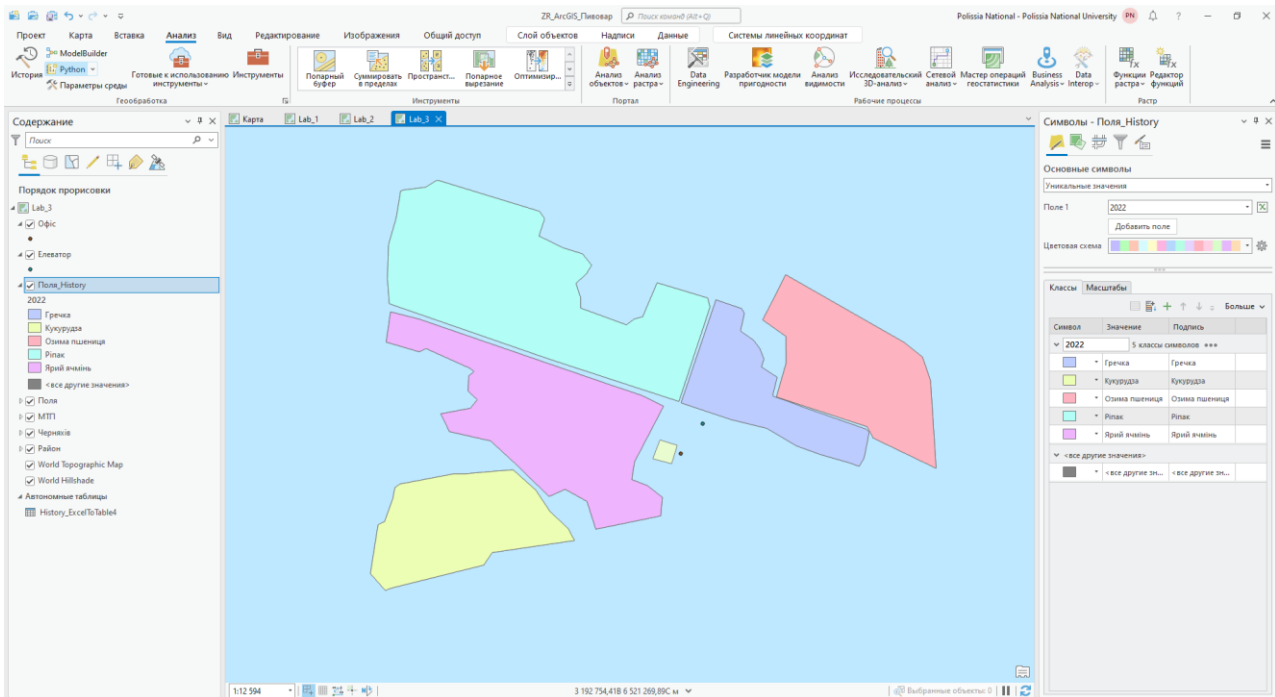 ZR_ArcGIS_Пивовар
Поиск команд (Alt+Q)
Polissia National - Polissia National University
PN
?
Проект Карта Вставка Анализ Вид Редактирование Изображения Общий доступ Слой объектов Надписи Данные Системы линейных координат
История
ModelBuilder
Python
Параметры среды
Готовые к использованию инструменты
Инструменты
Геообработка
Попарный буфер
Суммировать в пределах
Пространст...
Попарное вырезание
Оптимизир...
Инструменты
Анализ объектов
Анализ растра
Портал
Data Engineering
Разработчик модели пригодности
Анализ видимости
Исследовательский 3D-анализ
Сетевой анализ
Мастер операций геостатистики
Business Analysis
Data Interop
Рабочие процессы
Функции растра
Редактор функций
Растр
Содержание
Поиск
Порядок прорисовки
Lab_3
Офіс
Елеватор
Поля_History
2022
Гречка
Кукурудза
Озима пшениця
Ріпак
Ярий ячмінь
<все другие значения>
Поля
МТП
Черняхів
Район
World Topographic Map
World Hillshade
Автономные таблицы
History_ExcelToTable4
Карта Lab_1 Lab_2 Lab_3
1:12 594
3 192 754,41В 6 521 269,89С м
Выбранные объекты: 0
Символы - Поля_History
Основные символы
Уникальные значения
Поле 1 2022
Добавить поле
Цветовая схема
Классы Масштабы
Больше
Символ Значение Подпись
2022 5 классы символов
Гречка Гречка
Кукурудза Кукурудза
Озима пшениця Озима пшениця
Ріпак Ріпак
Ярий ячмінь Ярий ячмінь
<все другие значения>
<все другие зн... <все другие зн...